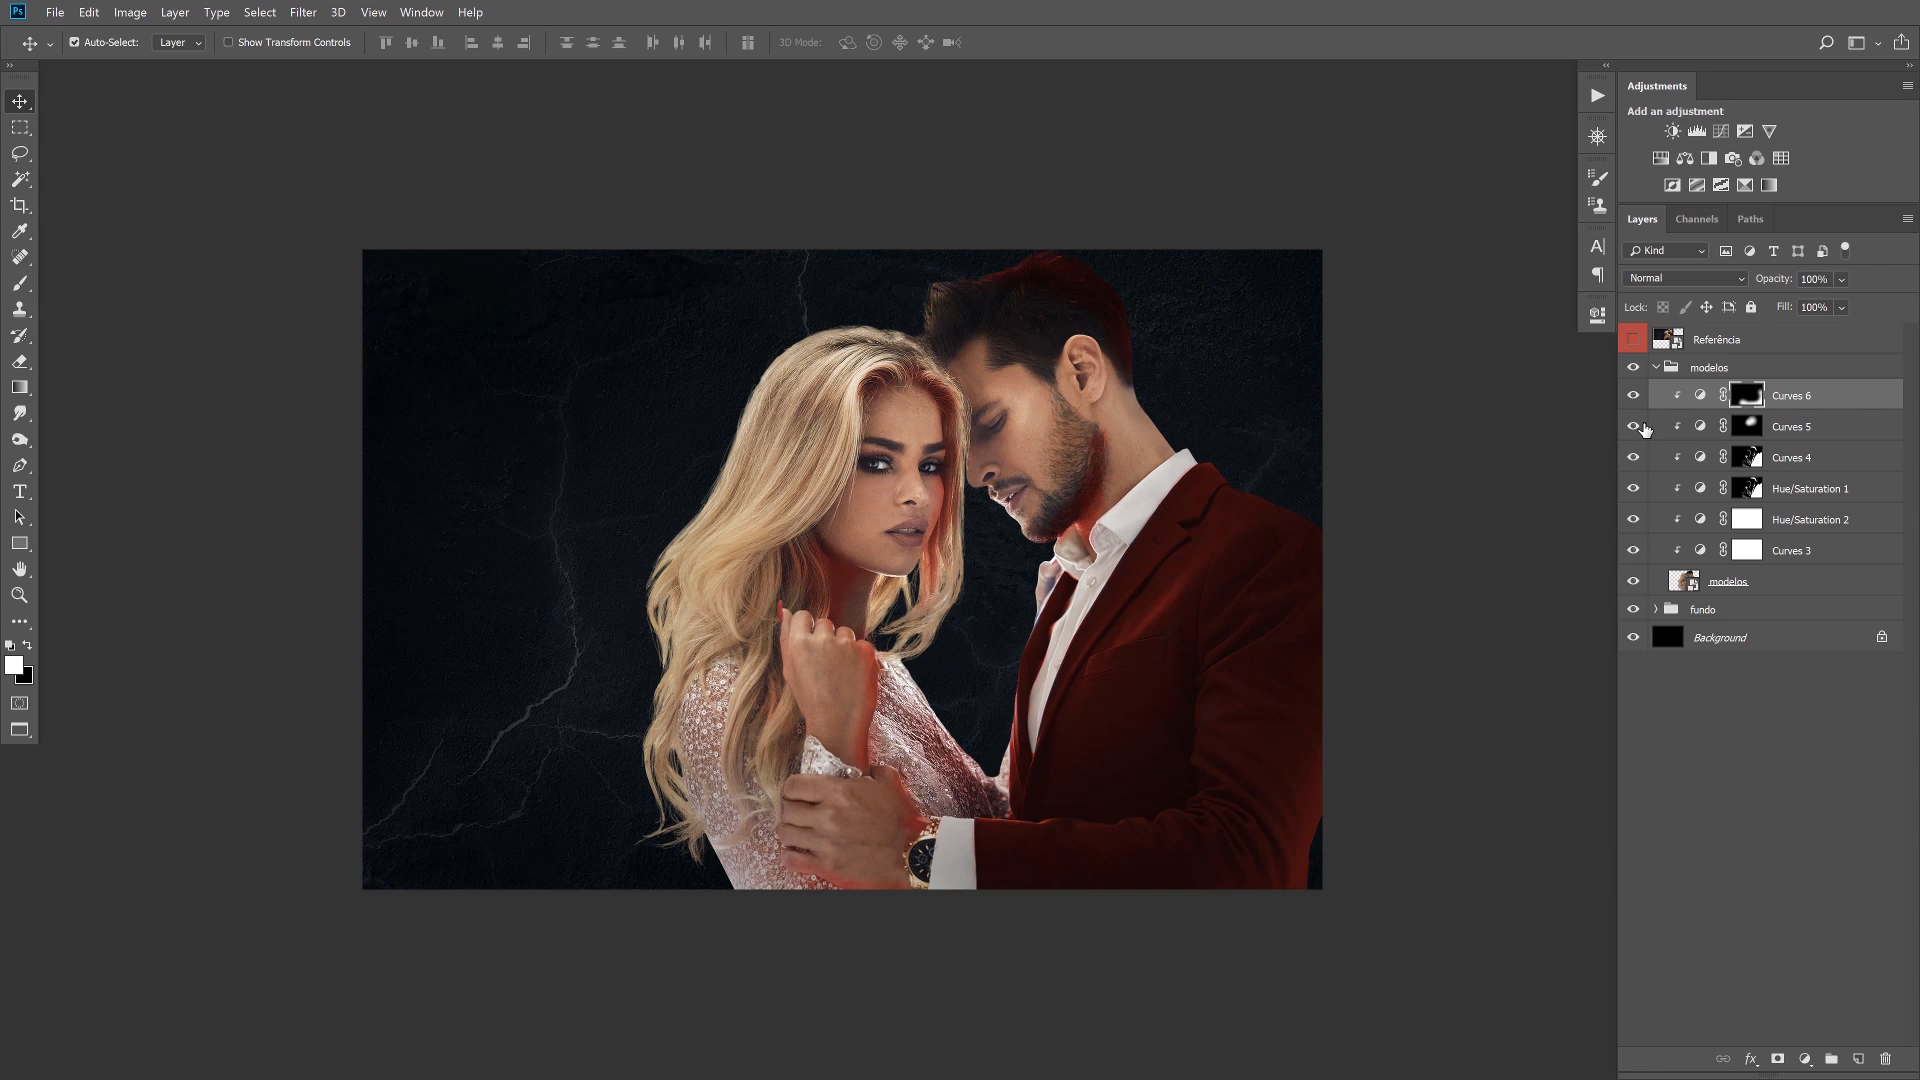 Ps File Edit Image Layer Type Select Filter 3D View Window Help
Auto-Select: Layer Show Transform Controls 3D Mode:
Adjustments
Add an adjustment
Layers Channels Paths
Kind
Normal Opacity: 100%
Lock: Fill: 100%
Referência
modelos
Curves 6
Curves 5
Curves 4
Hue/Saturation 1
Hue/Saturation 2
Curves 3
modelos
fundo
Background